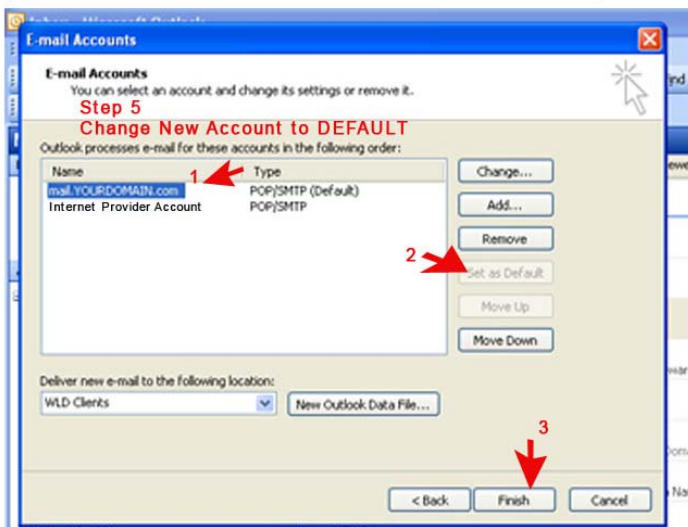 Inbox - Microsoft Outlook
E-mail Accounts
E-mail Accounts
You can select an account and change its settings or remove it.
Step 5
Change New Account to DEFAULT
Outlook processes e-mail for these accounts in the following order:
Name Type
1
mail.YOURDOMAIN.com POP/SMTP (Default)
Internet Provider Account POP/SMTP
Change...
Add...
Remove
2
Set as Default
Move Up
Move Down
Deliver new e-mail to the following location:
WLD Clients New Outlook Data File...
3
< Back Finish Cancel